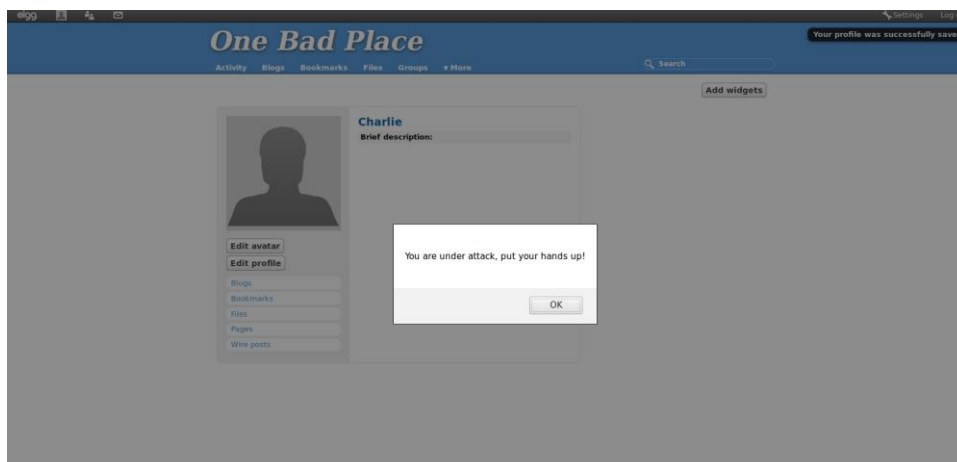 elgg Settings Log
One Bad Place
Your profile was successfully save
Activity Blogs Bookmarks Files Groups ▾ More Search
Add widgets
Charlie
Brief description:
Edit avatar
Edit profile
Blogs
Bookmarks
Files
Pages
Wire posts
You are under attack, put your hands up!
OK